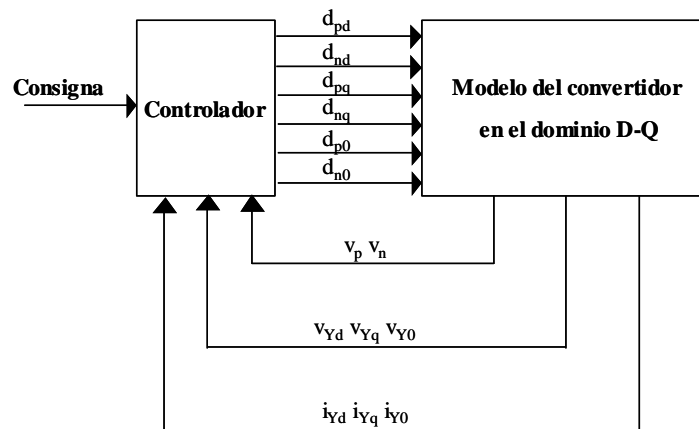 Consigna
Controlador
d_pd
d_nd
d_pq
d_nq
d_p0
d_n0
Modelo del convertidor
en el dominio D-Q
v_p v_n
v_Yd v_Yq v_Y0
i_Yd i_Yq i_Y0